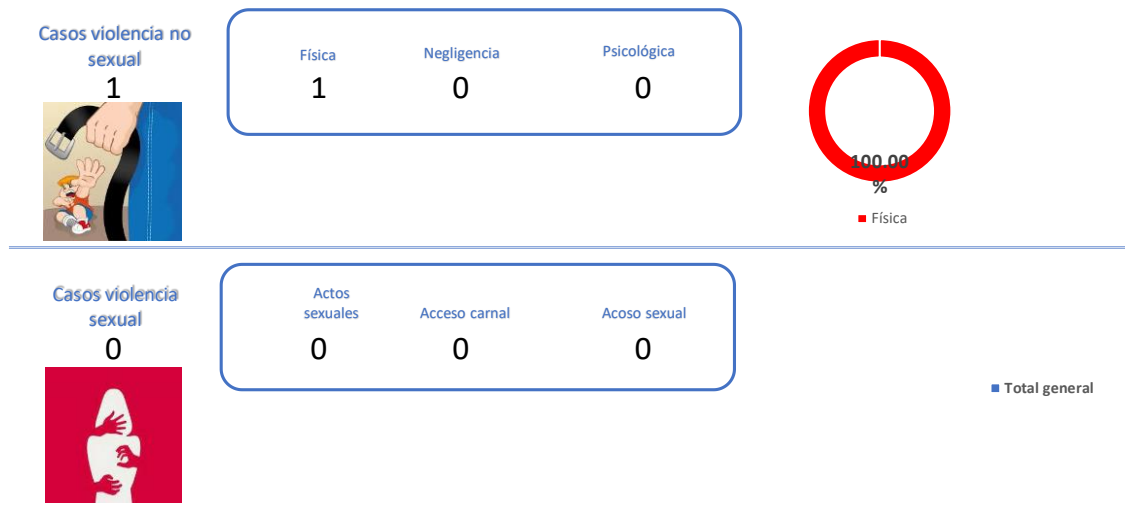 Casos violencia no
sexual
1
Física
Negligencia
Psicológica
1
0
0
100.00
%
Física
Casos violencia
sexual
0
Actos
sexuales
Acceso carnal
Acoso sexual
0
0
0
Total general